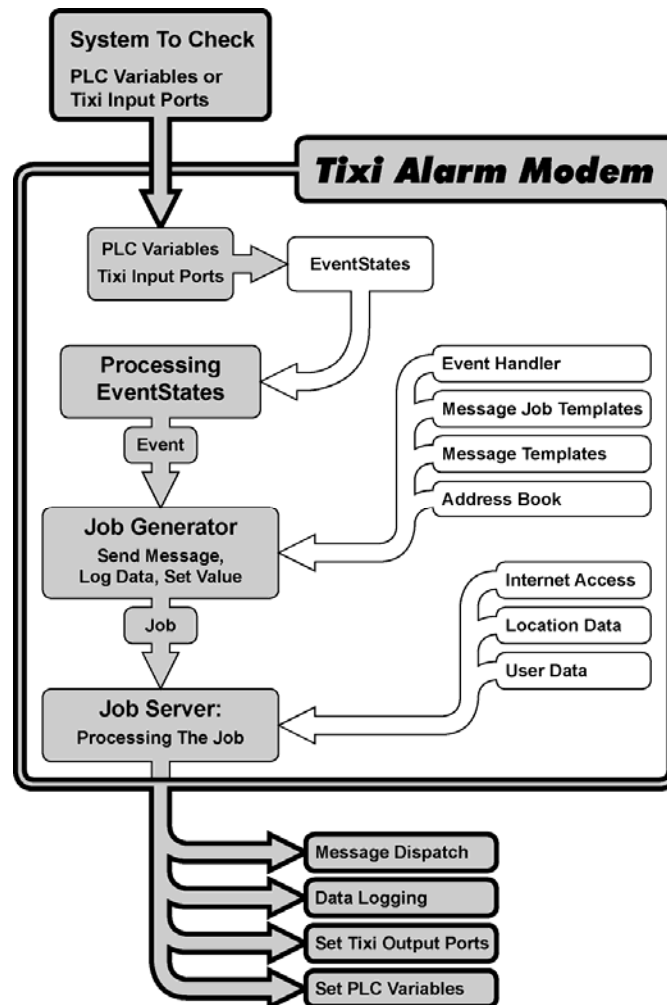 System To Check
PLC Variables or
Tixi Input Ports
Tixi Alarm Modem
PLC Variables
Tixi Input Ports
EventStates
Processing
EventStates
Event
Event Handler
Message Job Templates
Message Templates
Address Book
Job Generator
Send Message,
Log Data, Set Value
Job
Internet Access
Location Data
User Data
Job Server:
Processing The Job
Message Dispatch
Data Logging
Set Tixi Output Ports
Set PLC Variables